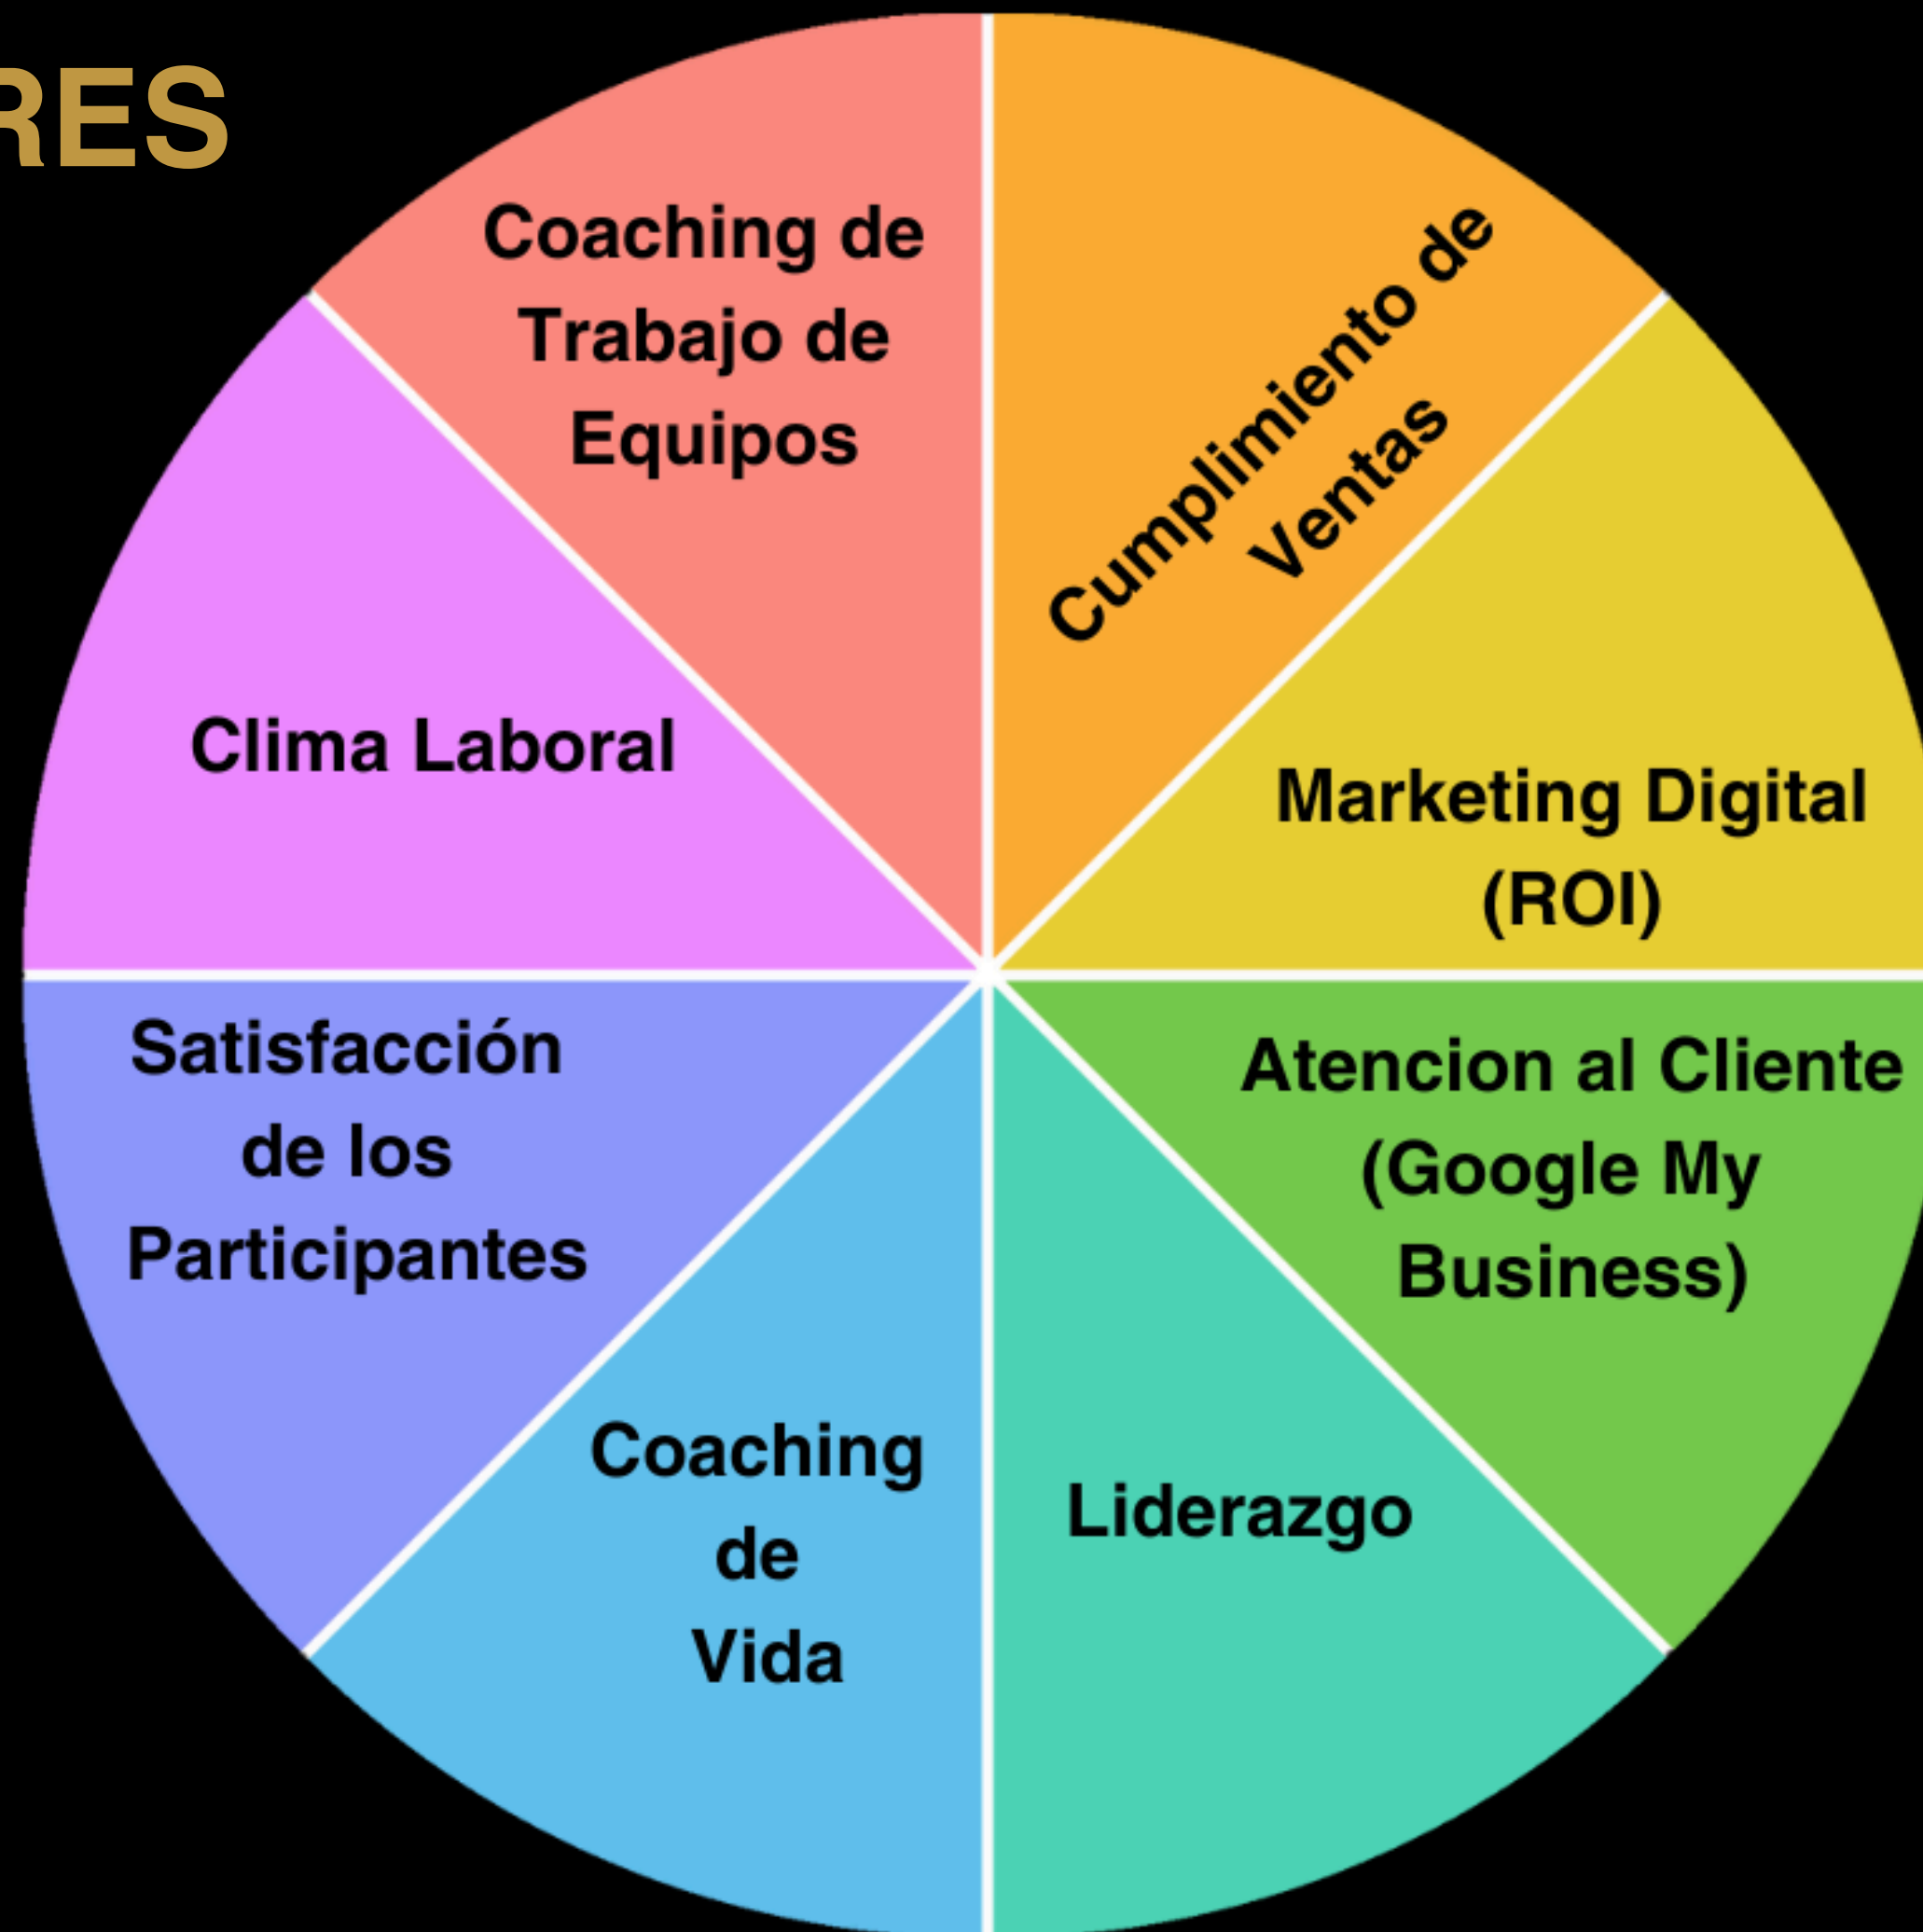 RES
Coaching de
Trabajo de
Equipos
Cumplimiento de
Ventas
Clima Laboral
Marketing Digital
(ROI)
Satisfacción
de los
Participantes
Atencion al Cliente
(Google My
Business)
Coaching
de
Vida
Liderazgo